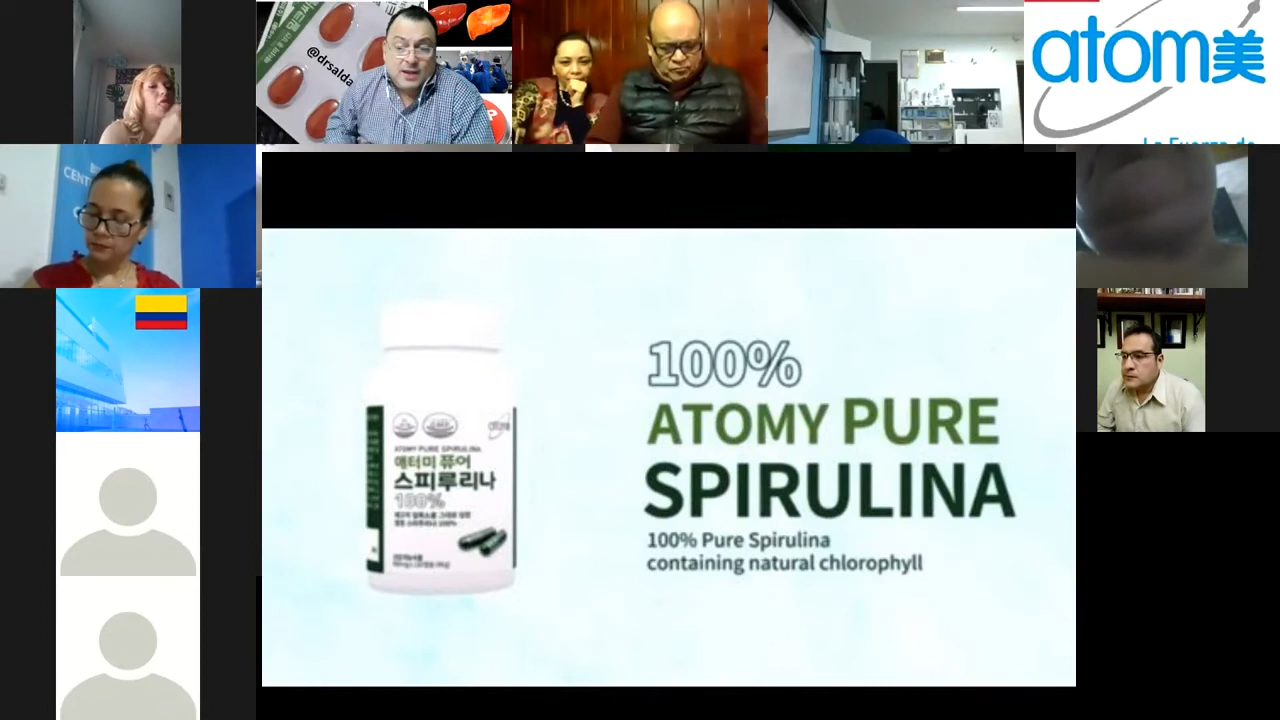 @drsalda
atom美
La Fuerza de
CENT
100%
ATOMY PURE
SPIRULINA
100% Pure Spirulina
containing natural chlorophyll
ATOMY PURE SPIRULINA
애터미 퓨어
스피루리나
100%